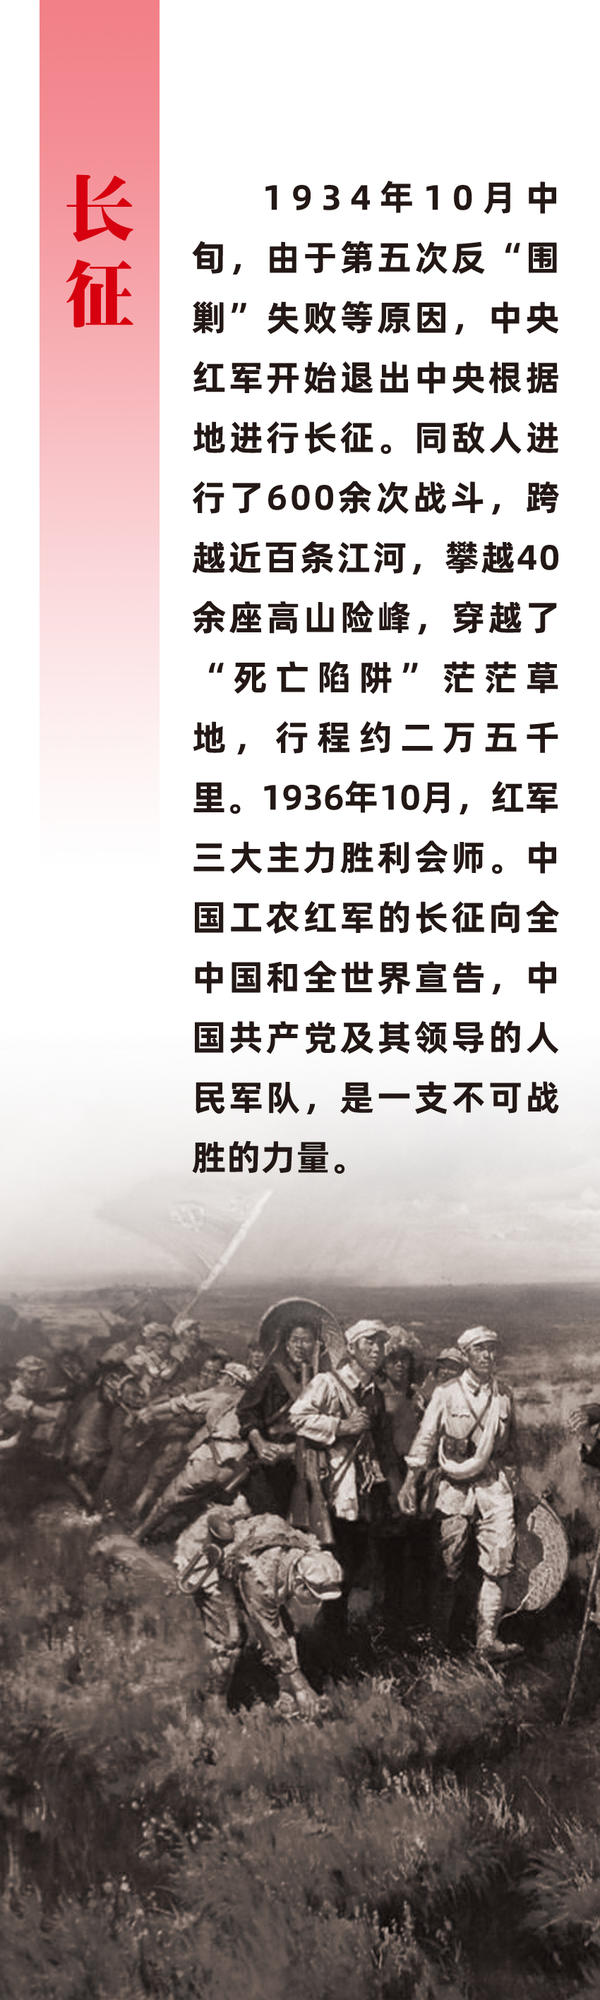 长征
1934年10月中
旬，由于第五次反“围
剿”失败等原因，中央
红军开始退出中央根据
地进行长征。同敌人进
行了600余次战斗，跨
越近百条江河，攀越40
余座高山险峰，穿越了
“死亡陷阱”茫茫草
地，行程约二万五千
里。1936年10月，红军
三大主力胜利会师。中
国工农红军的长征向全
中国和全世界宣告，中
国共产党及其领导的人
民军队，是一支不可战
胜的力量。